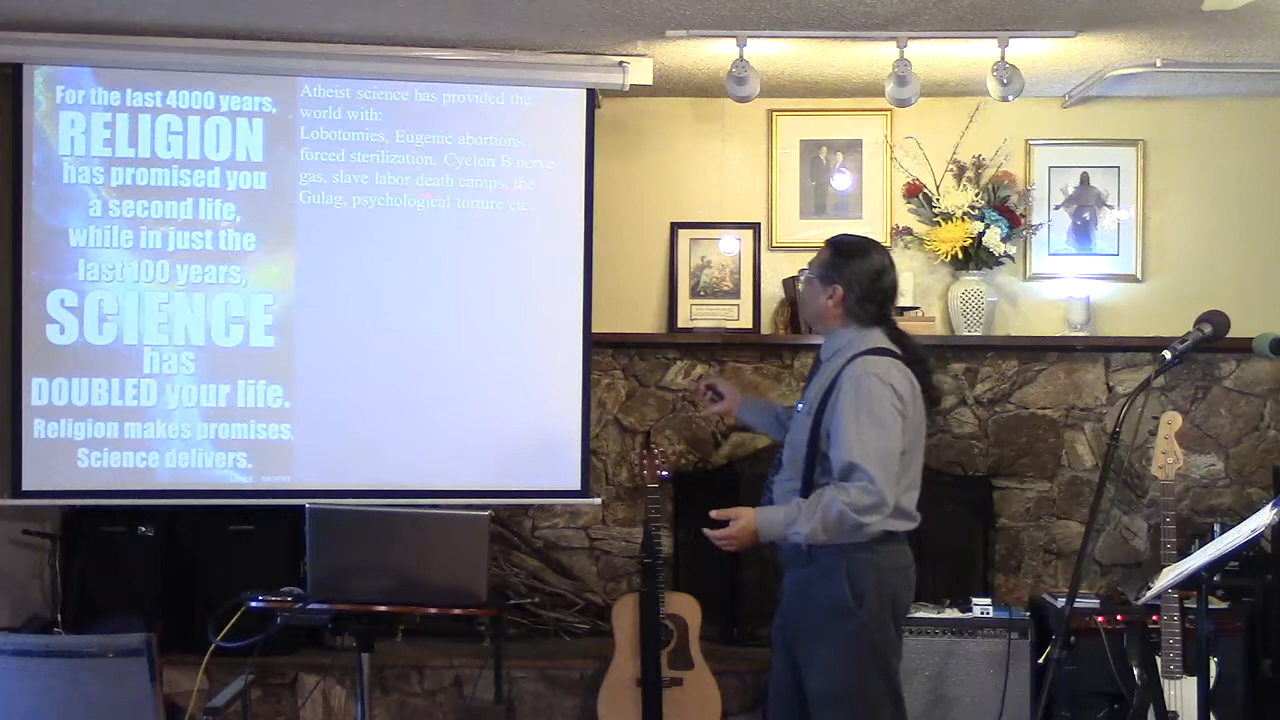 For the last 4000 years,
RELIGION
has promised you
a second life,
while in just the
last 100 years,
SCIENCE
has
DOUBLED your life.
Religion makes promises,
Science delivers.
Atheist science has provided the
world with:
Lobotomies, Eugenic abortions,
forced sterilization, Cyclon B nerve
gas, slave labor death camps, the
Gulag, psychological torture etc.